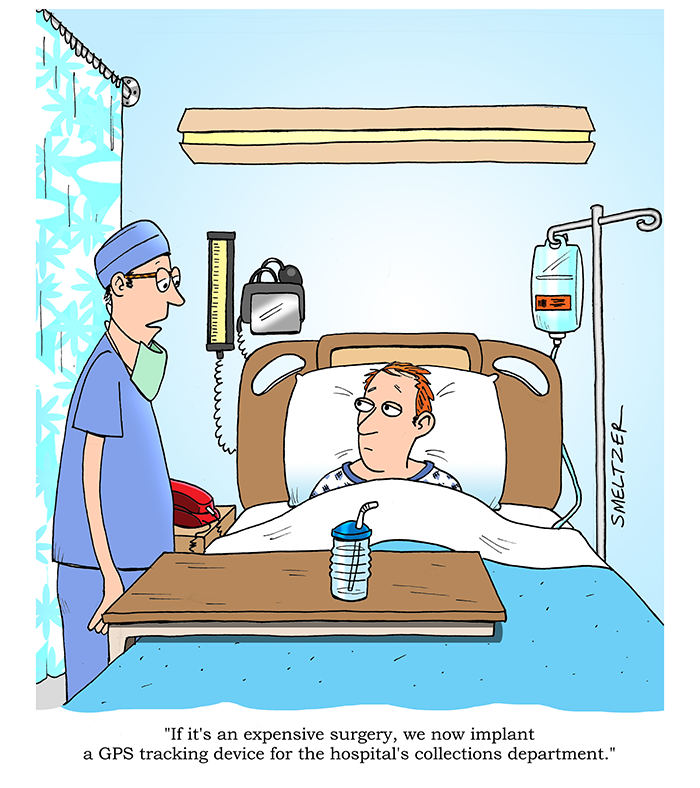 SMELTZER
"If it's an expensive surgery, we now implant
a GPS tracking device for the hospital's collections department."